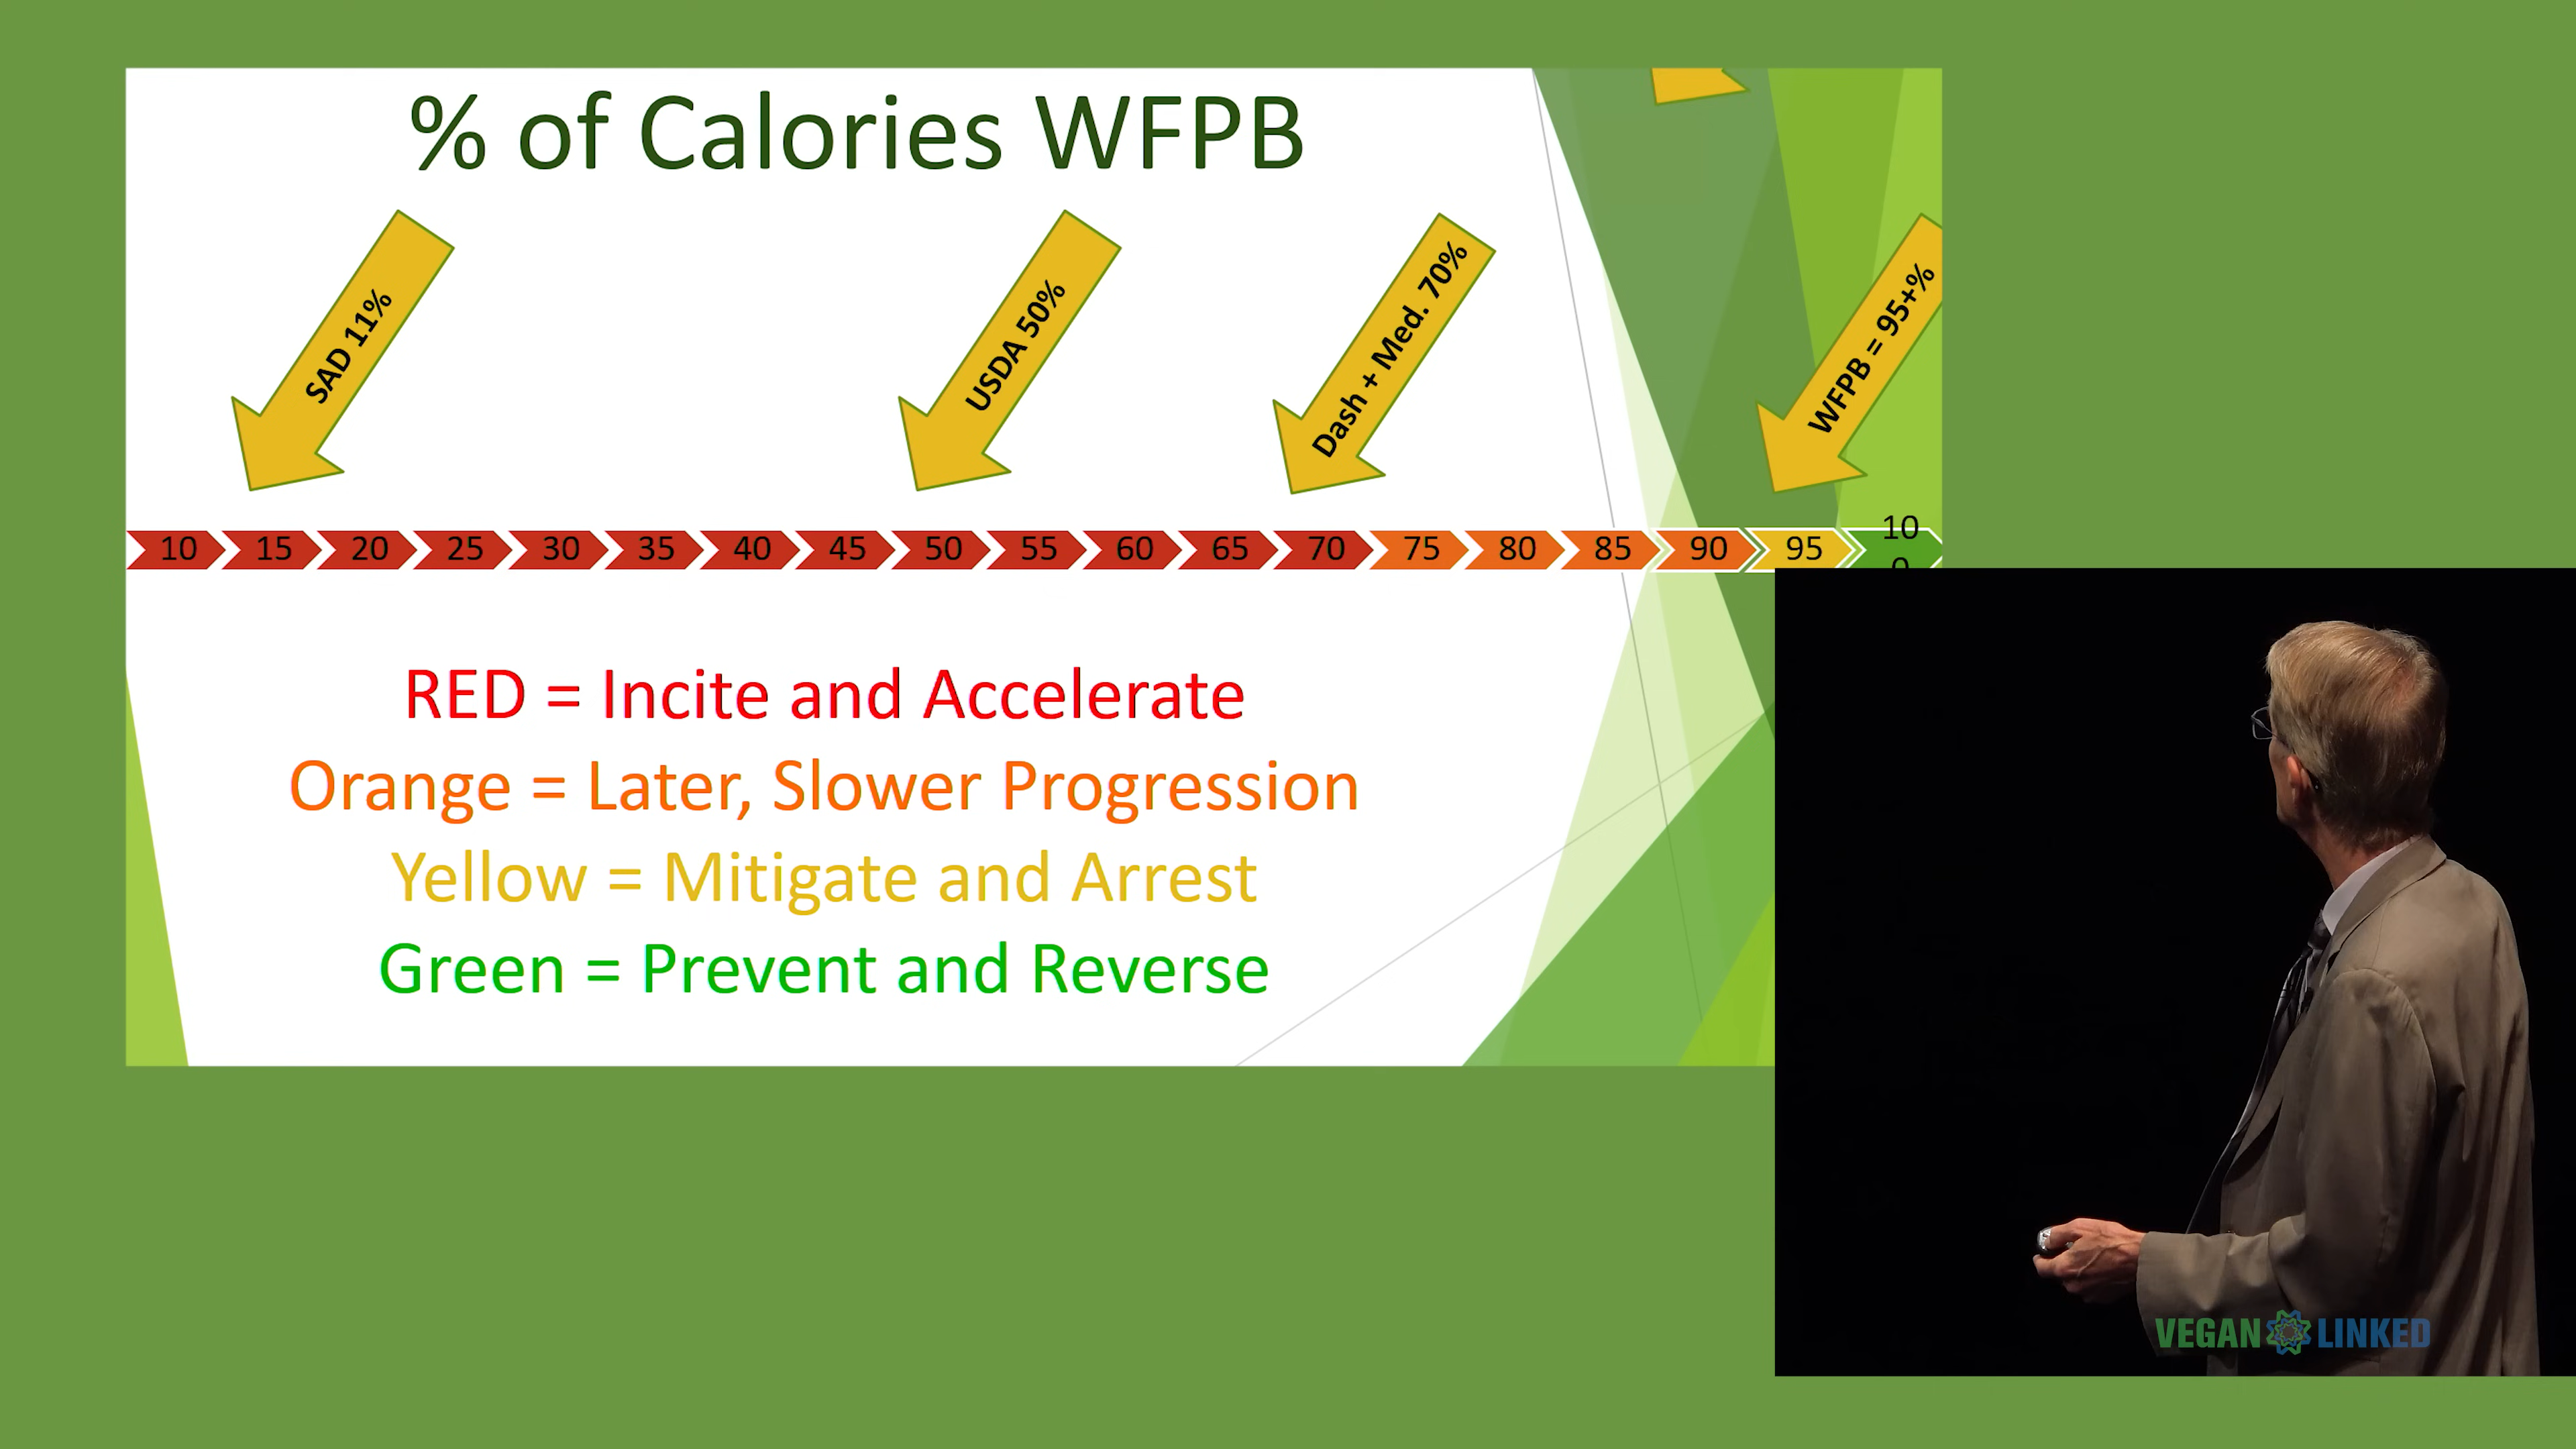 % of Calories WFPB
SAD 11%
USDA 50%
Dash + Med. 70%
WFPB = 95+%
10 15 20 25 30 35 40 45 50 55 60 65 70 75 80 85 90 95 100
RED = Incite and Accelerate
Orange = Later, Slower Progression
Yellow = Mitigate and Arrest
Green = Prevent and Reverse
VEGAN LINKED